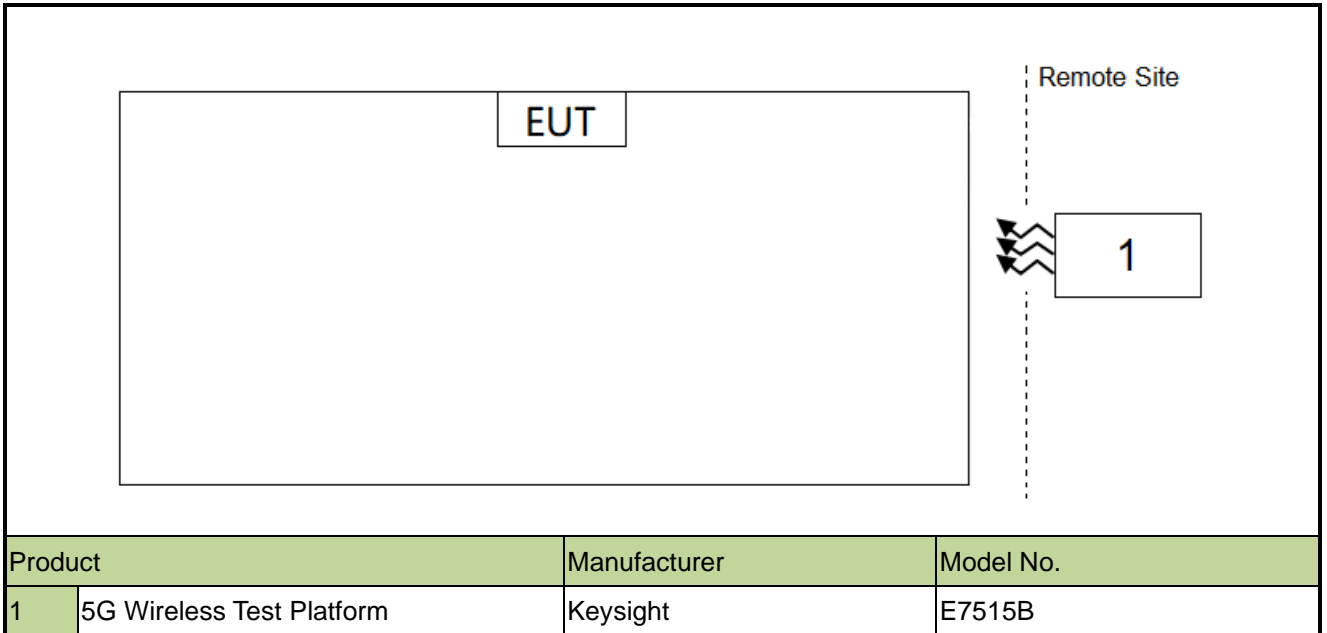 Remote Site
EUT
1
Product Manufacturer Model No.
1 5G Wireless Test Platform Keysight E7515B